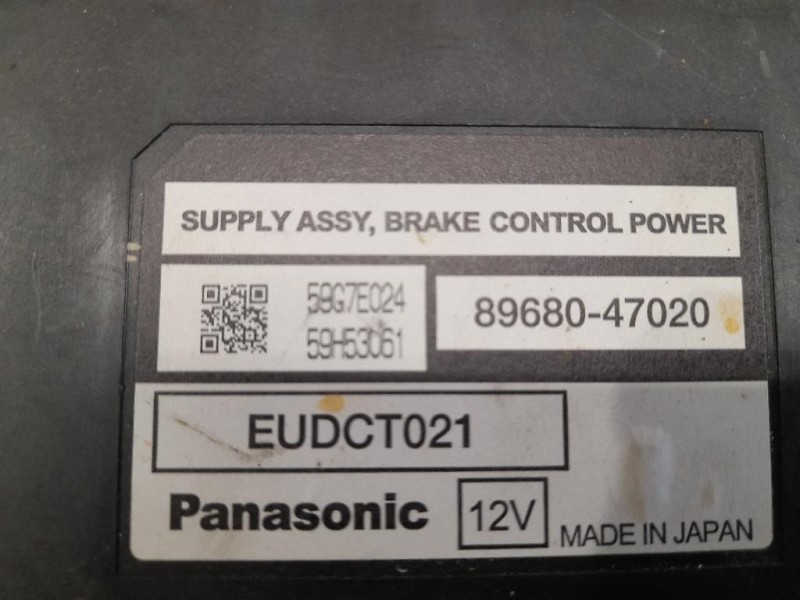 SUPPLY ASSY, BRAKE CONTROL POWER
59G7E024
59H53061
89680-47020
EUDCT021
Panasonic
12V
MADE IN JAPAN